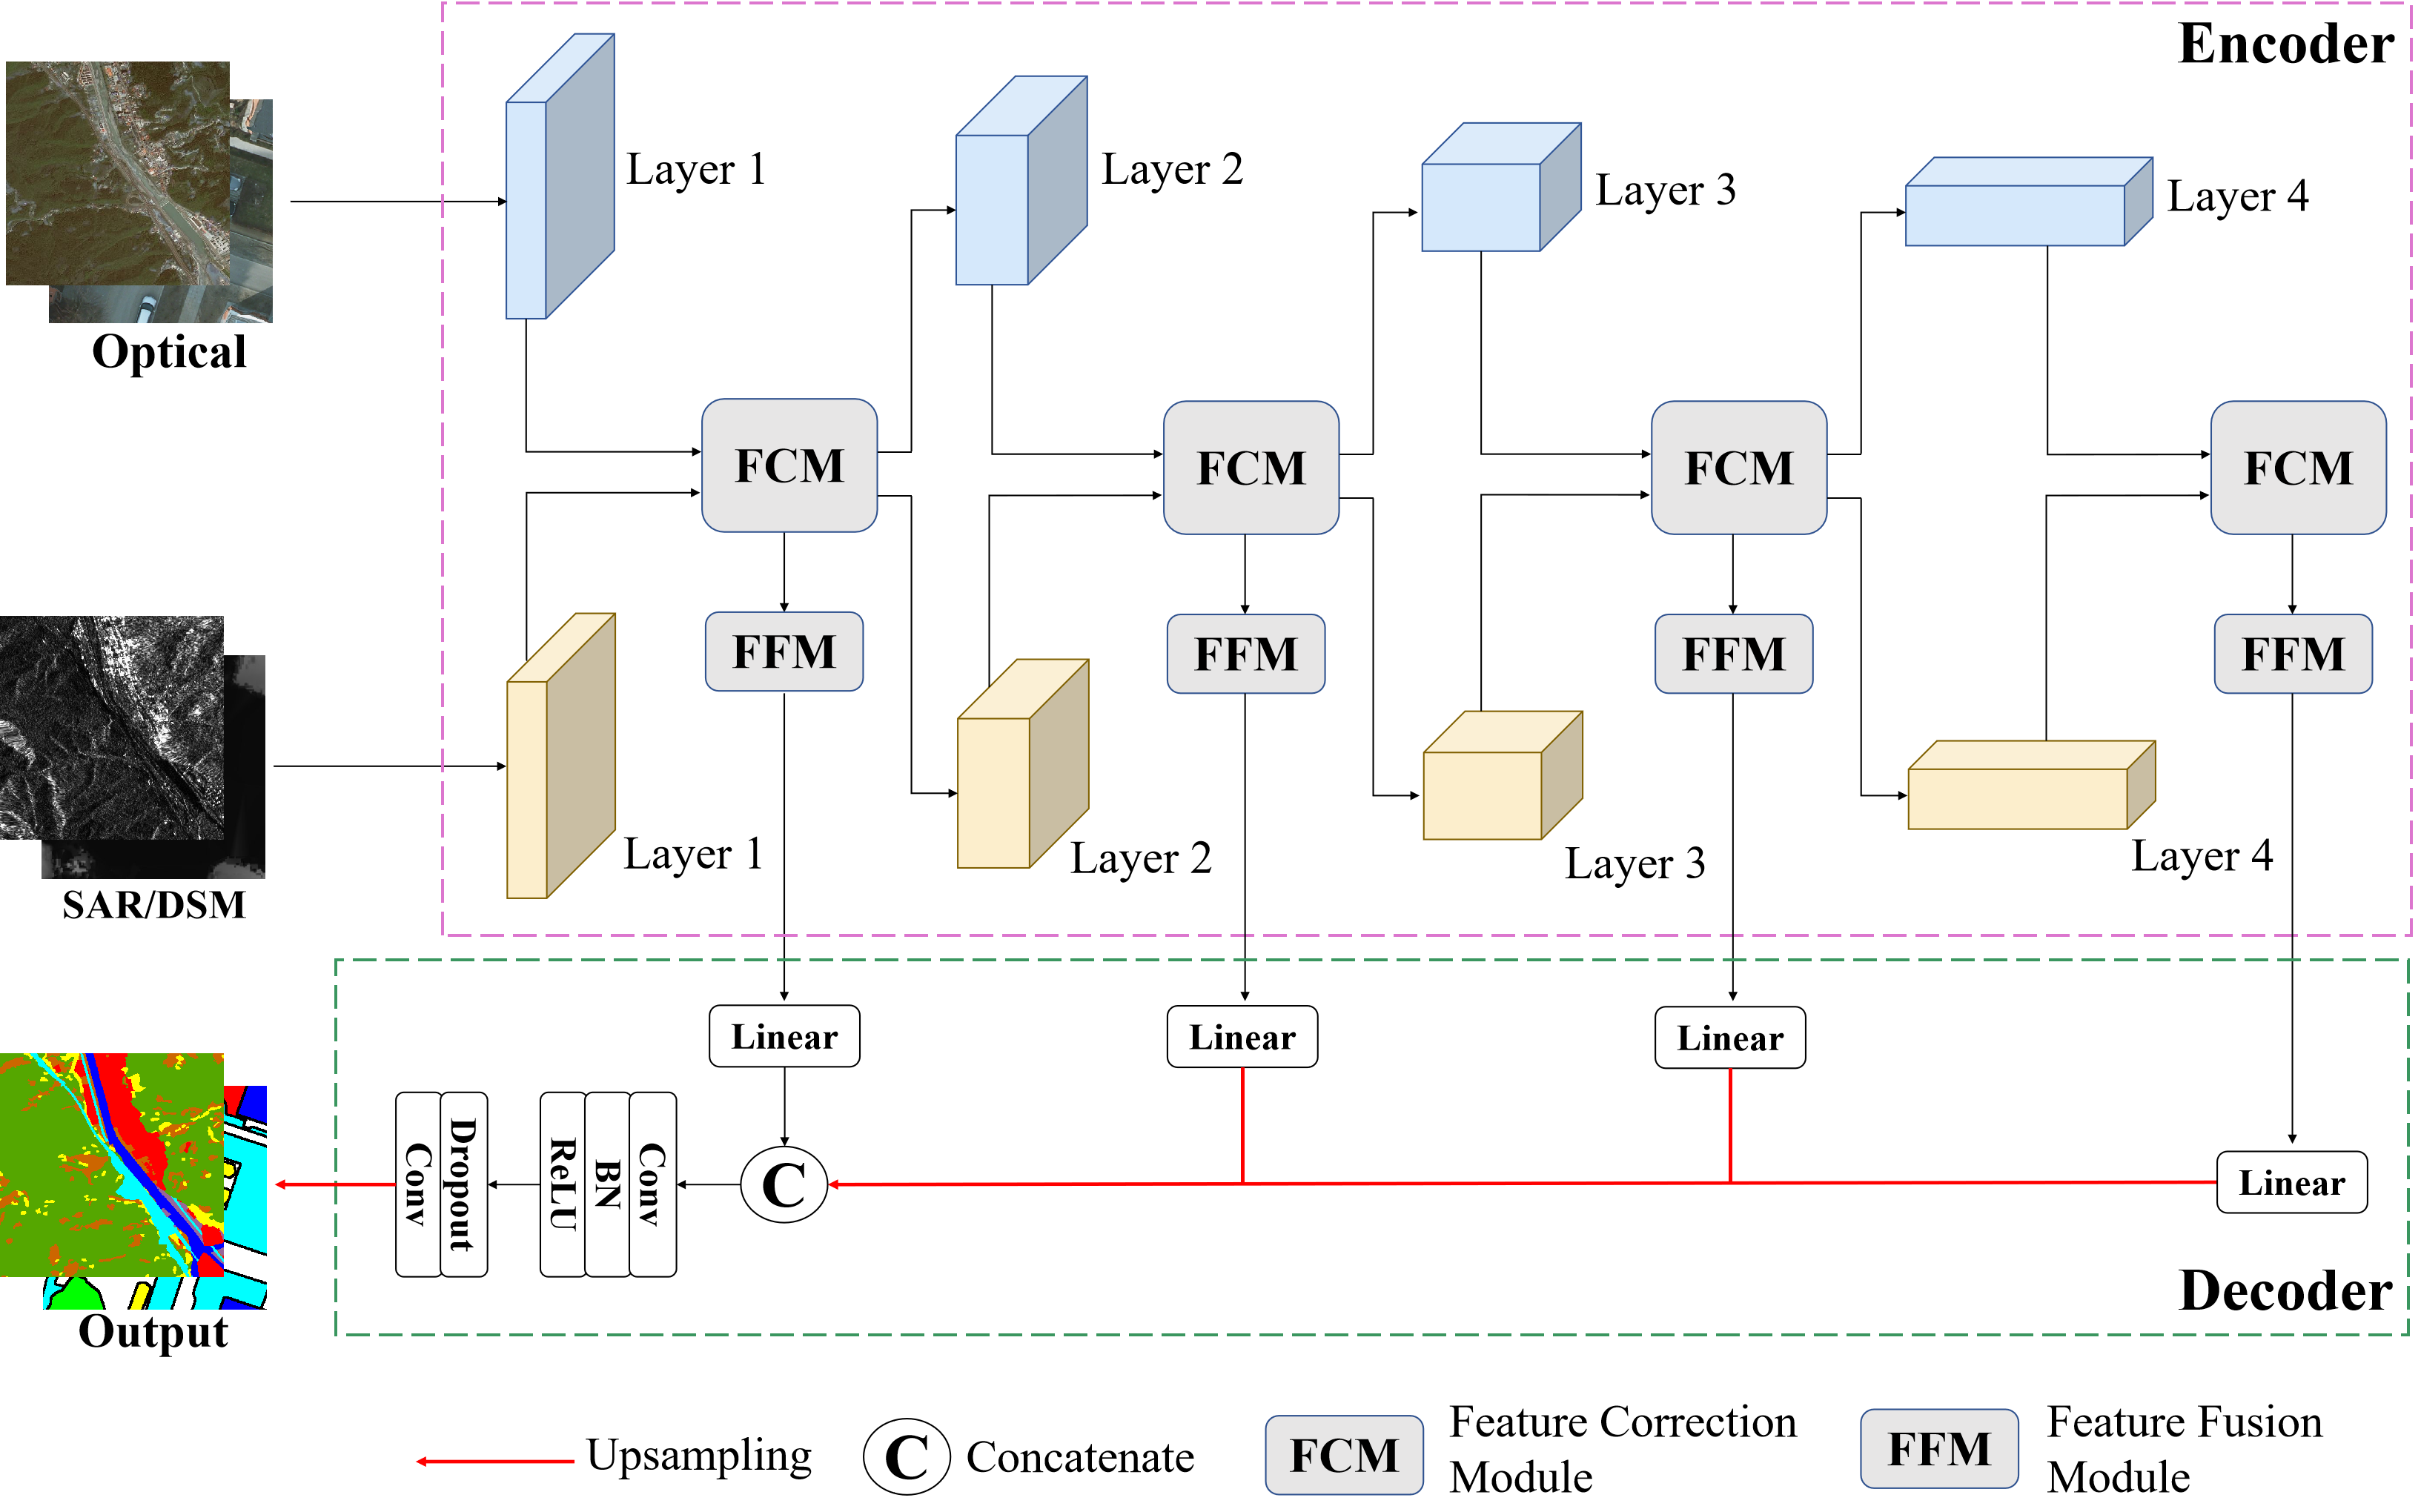 Encoder
Layer 1
Layer 2
Layer 3
Layer 4
Optical
FCM
FCM
FCM
FCM
FFM
FFM
FFM
FFM
Layer 1
Layer 2
Layer 3
Layer 4
SAR/DSM
Linear
Linear
Linear
Linear
Conv
Dropout
ReLU
BN
Conv
C
Decoder
Output
Upsampling
C
Concatenate
FCM
Feature Correction
Module
FFM
Feature Fusion
Module